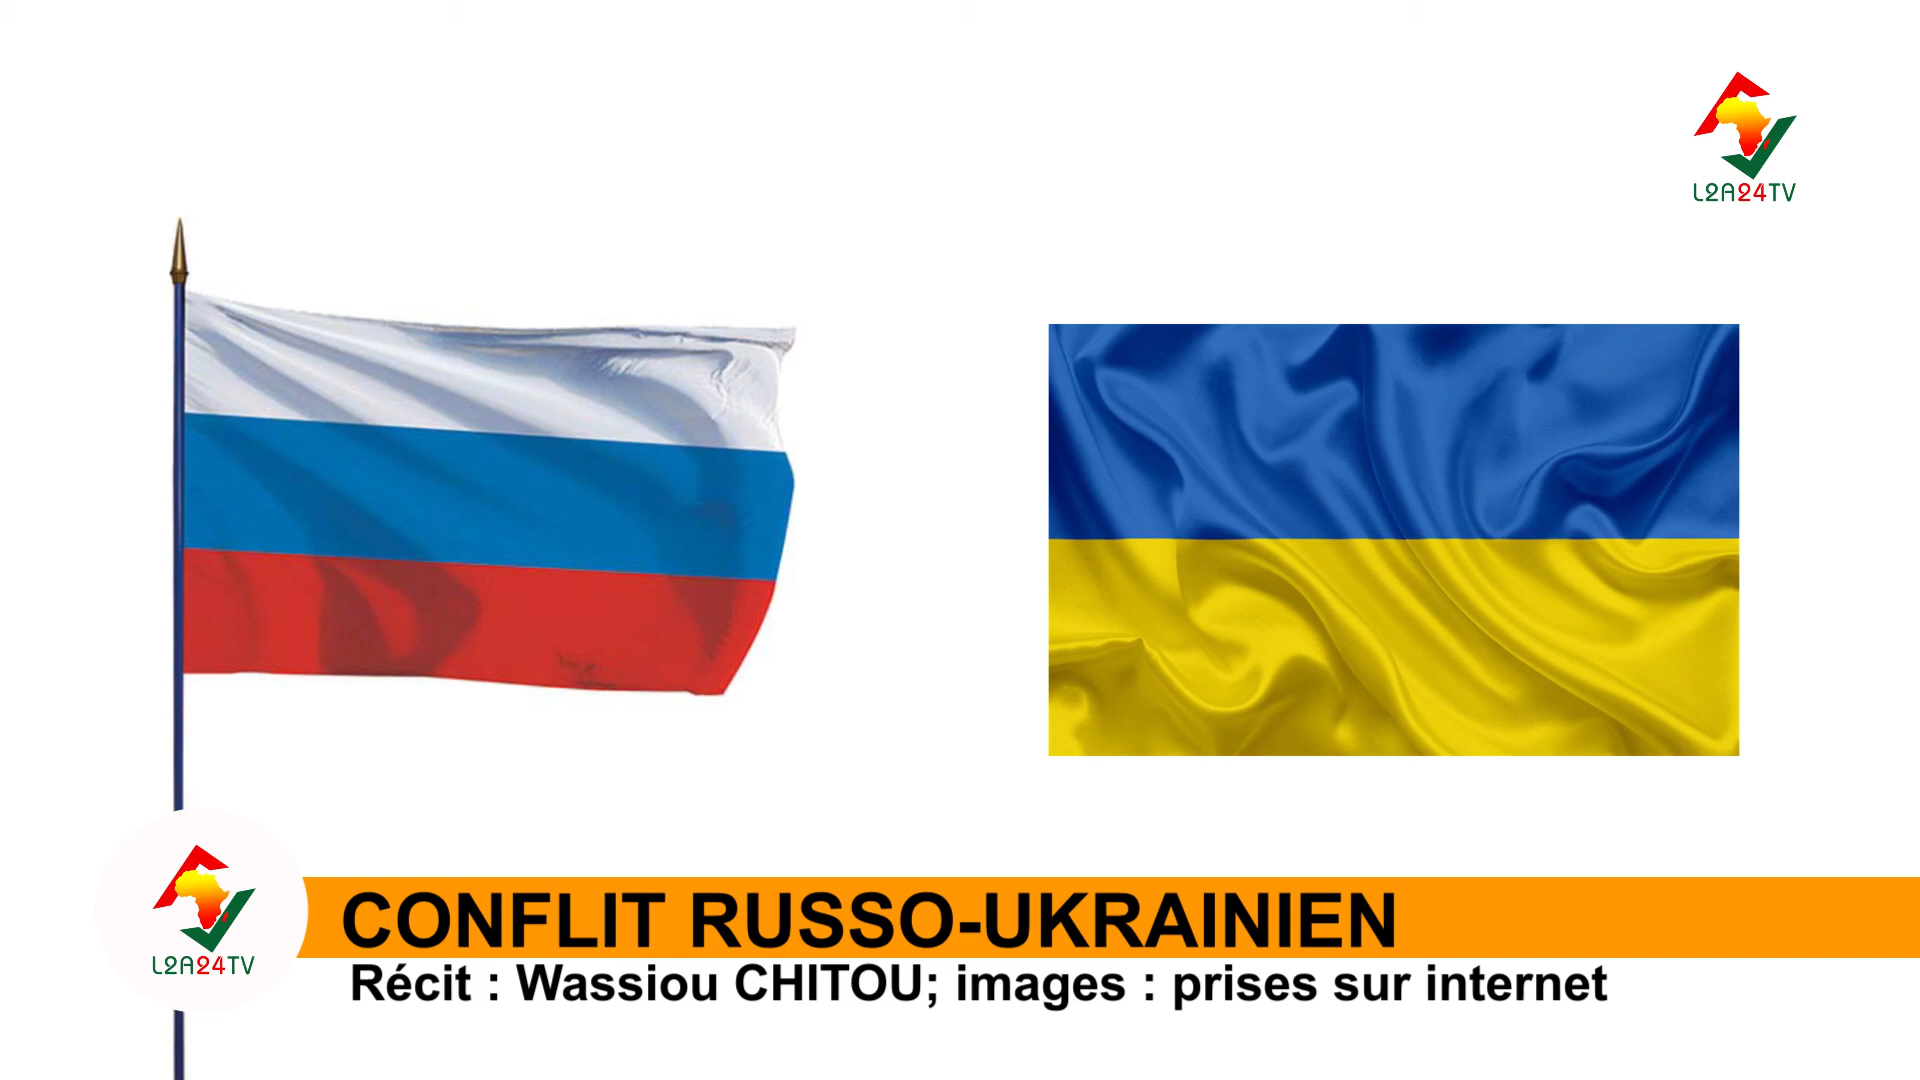 L2A24TV
CONFLIT RUSSO-UKRAINIEN
Récit : Wassiou CHITOU; images : prises sur internet
L2A24TV